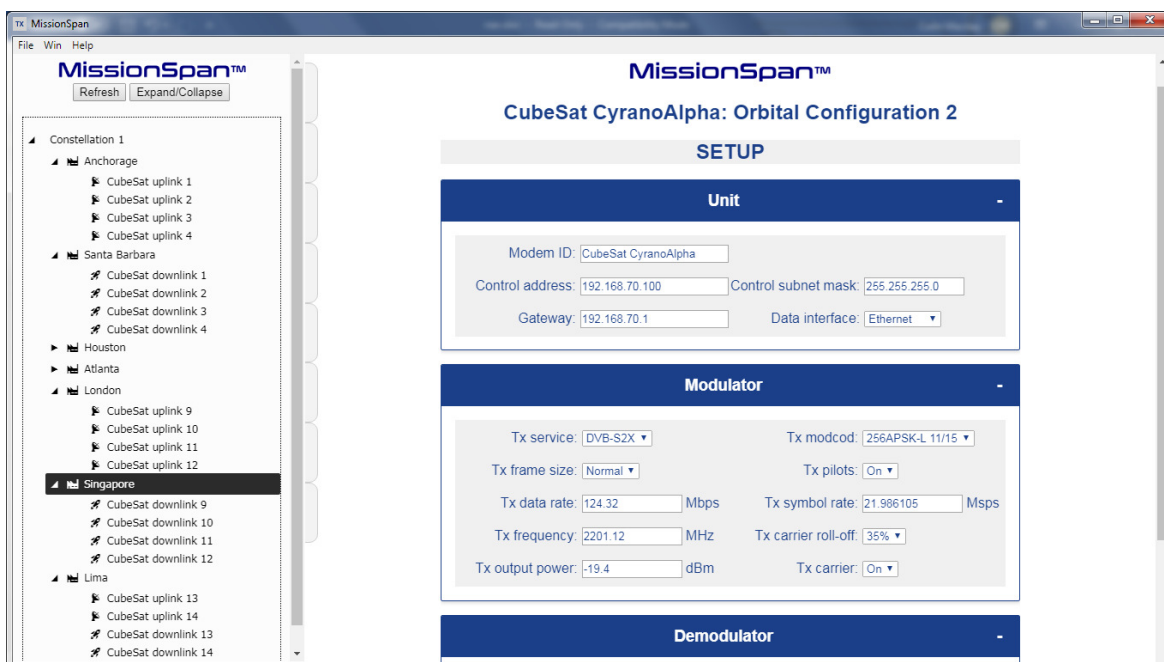 TX MissionSpan
File Win Help
MissionSpan™
Refresh Expand/Collapse
Constellation 1
Anchorage
CubeSat uplink 1
CubeSat uplink 2
CubeSat uplink 3
CubeSat uplink 4
Santa Barbara
CubeSat downlink 1
CubeSat downlink 2
CubeSat downlink 3
CubeSat downlink 4
Houston
Atlanta
London
CubeSat uplink 9
CubeSat uplink 10
CubeSat uplink 11
CubeSat uplink 12
Singapore
CubeSat downlink 9
CubeSat downlink 10
CubeSat downlink 11
CubeSat downlink 12
Lima
CubeSat uplink 13
CubeSat uplink 14
CubeSat downlink 13
CubeSat downlink 14
MissionSpan™
CubeSat CyranoAlpha: Orbital Configuration 2
SETUP
Unit -
Modem ID: CubeSat CyranoAlpha
Control address: 192.168.70.100 Control subnet mask: 255.255.255.0
Gateway: 192.168.70.1 Data interface: Ethernet
Modulator -
Tx service: DVB-S2X Tx modcod: 256APSK-L 11/15
Tx frame size: Normal Tx pilots: On
Tx data rate: 124.32 Mbps Tx symbol rate: 21.986105 Msps
Tx frequency: 2201.12 MHz Tx carrier roll-off: 35%
Tx output power: -19.4 dBm Tx carrier: On
Demodulator -